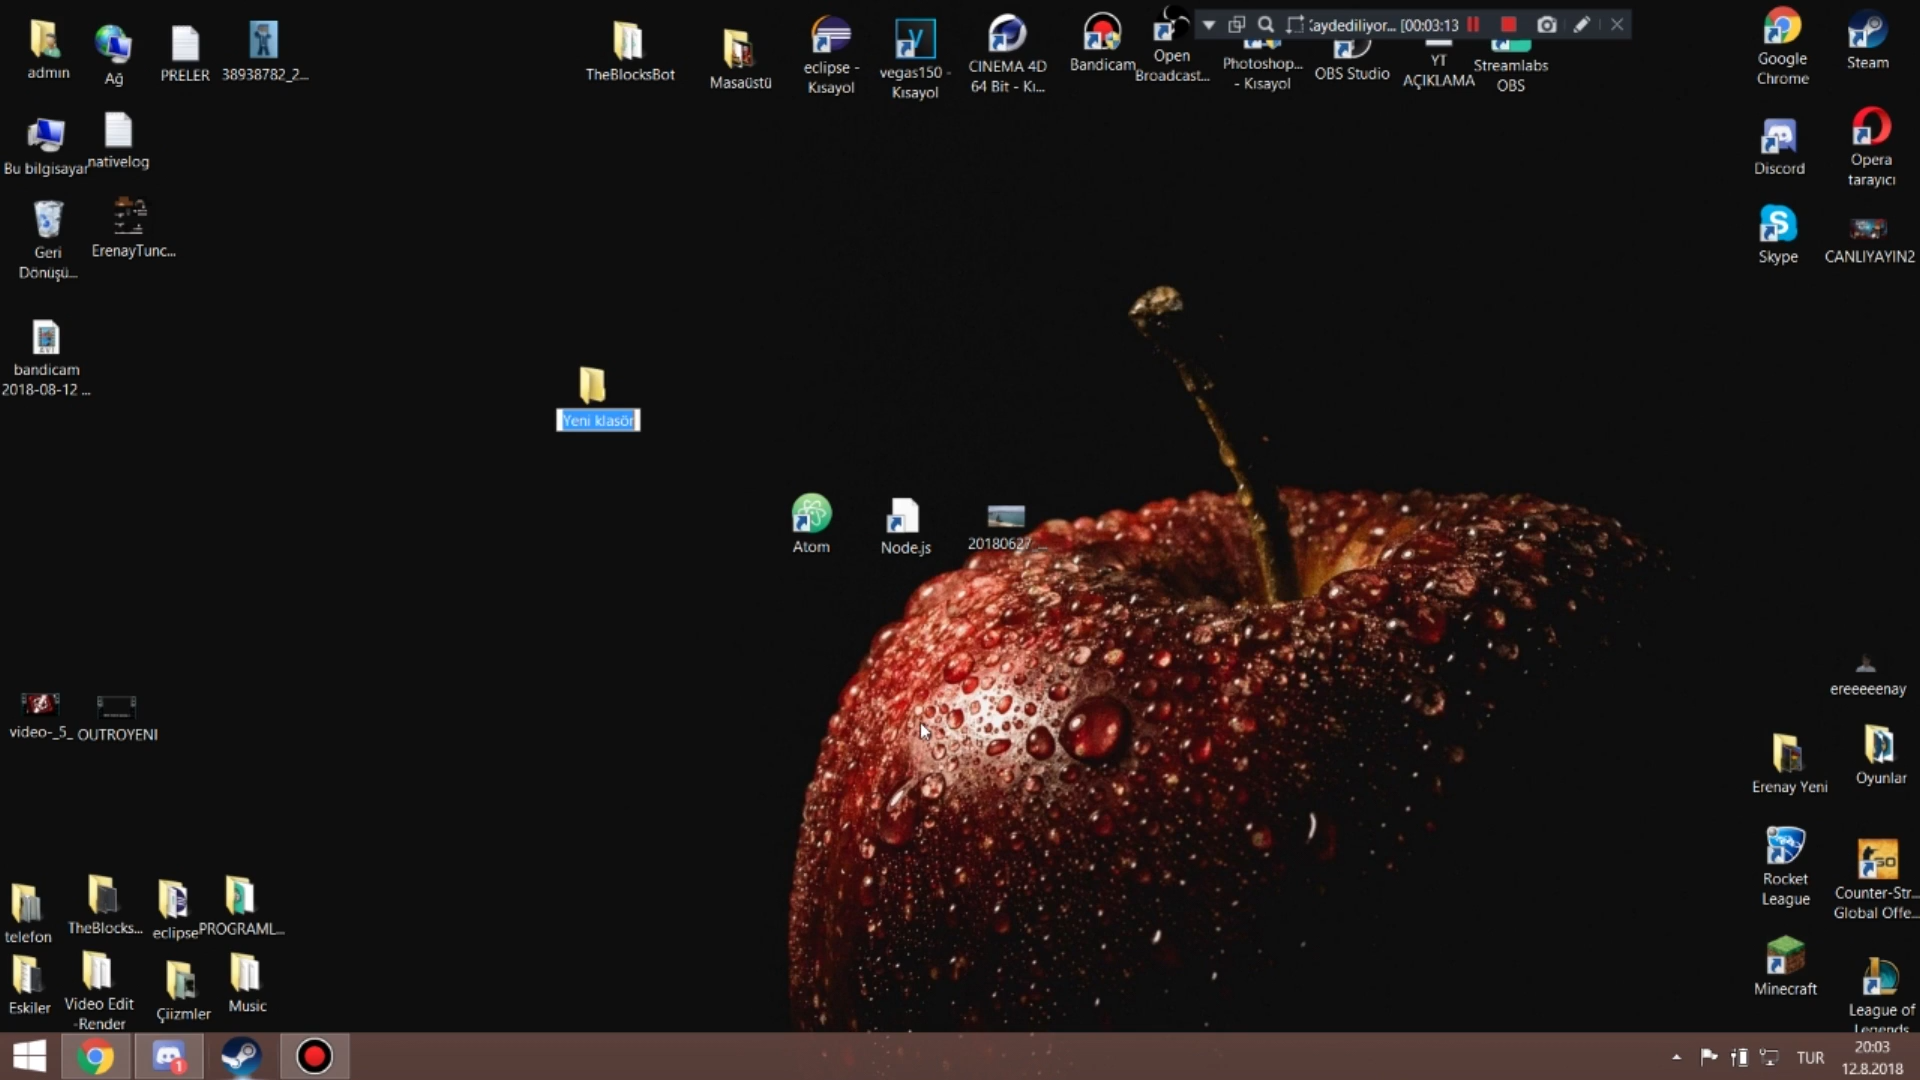 admin
Ağ
PRELER
38938782_2...
TheBlocksBot
Masaüstü
eclipse -
Kısayol
vegas150 -
Kısayol
CINEMA 4D
64 Bit - Kı...
Bandicam
Open
Broadcast...
aydediliyor... [00:03:13
Photoshop...
- Kısayol
OBS Studio
YT
AÇIKLAMA
Streamlabs
OBS
Google
Chrome
Steam
Bu bilgisayar
nativelog
Discord
Opera
tarayıcı
Geri
Dönüşü...
ErenayTunc...
Skype
CANLIYAYIN2
bandicam
2018-08-12 ...
Yeni klasör
Atom
Node.js
20180627_...
video-_5_
OUTROYENI
ereeeeenay
Erenay Yeni
Oyunlar
Rocket
League
Counter-Str...
Global Offe...
telefon
TheBlocks...
eclipse
PROGRAML...
Eskiler
Video Edit
-Render
Çiizmler
Music
Minecraft
League of
Legends
1
TUR
20:03
12.8.2018